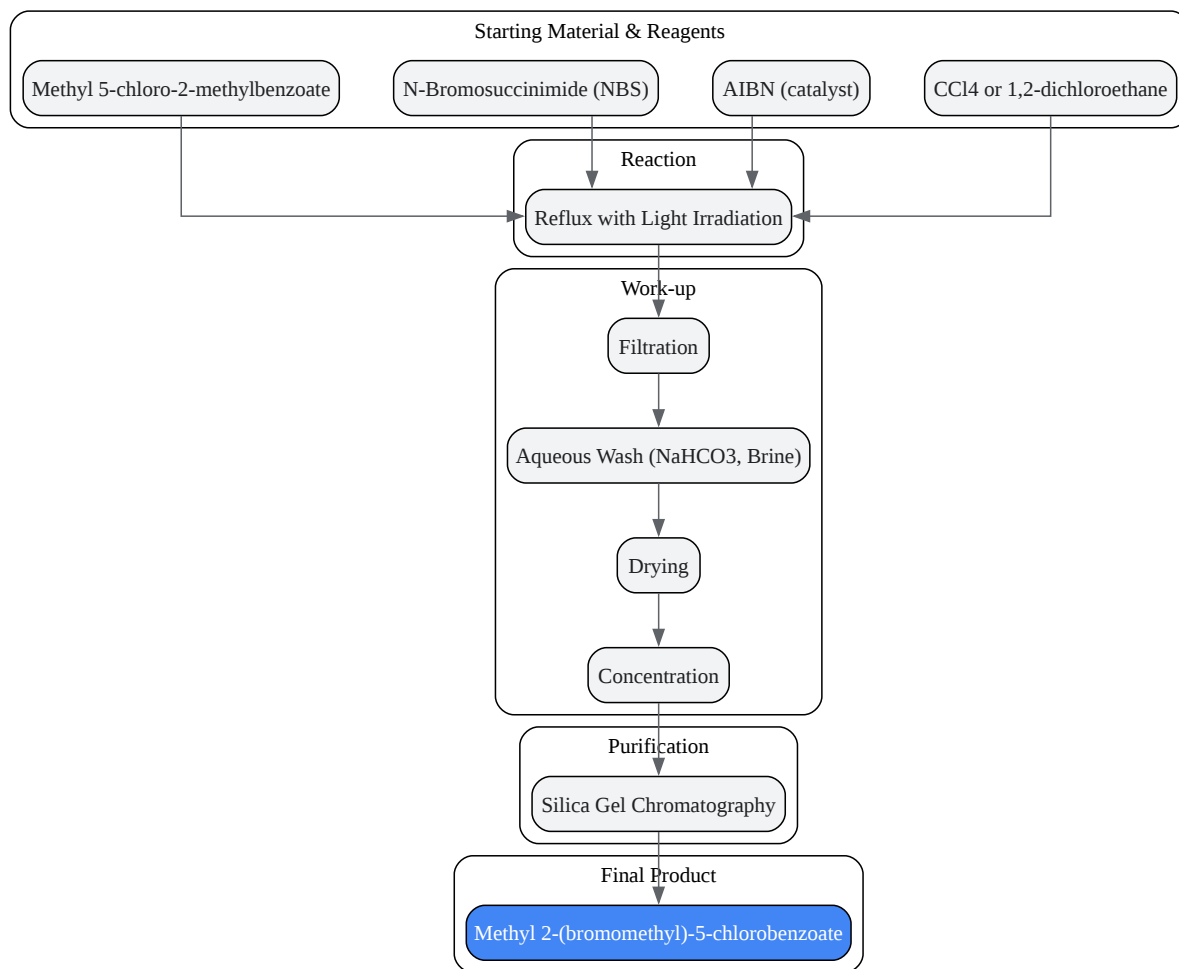 Starting Material & Reagents
Methyl 5-chloro-2-methylbenzoate
N-Bromosuccinimide (NBS)
AIBN (catalyst)
CCl4 or 1,2-dichloroethane
Reaction
Reflux with Light Irradiation
Work-up
Filtration
Aqueous Wash (NaHCO3, Brine)
Drying
Concentration
Purification
Silica Gel Chromatography
Final Product
Methyl 2-(bromomethyl)-5-chlorobenzoate